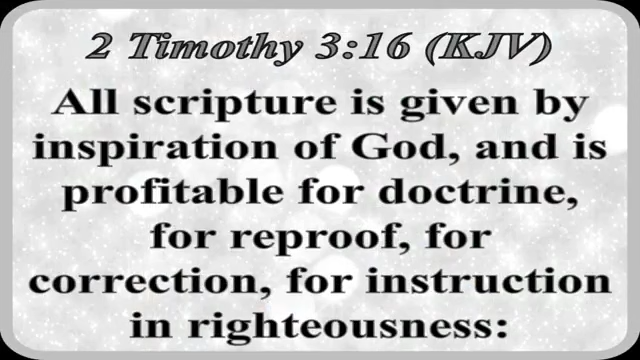 2 Timothy 3:16 (KJV)
All scripture is given by
inspiration of God, and is
profitable for doctrine,
for reproof, for
correction, for instruction
in righteousness: